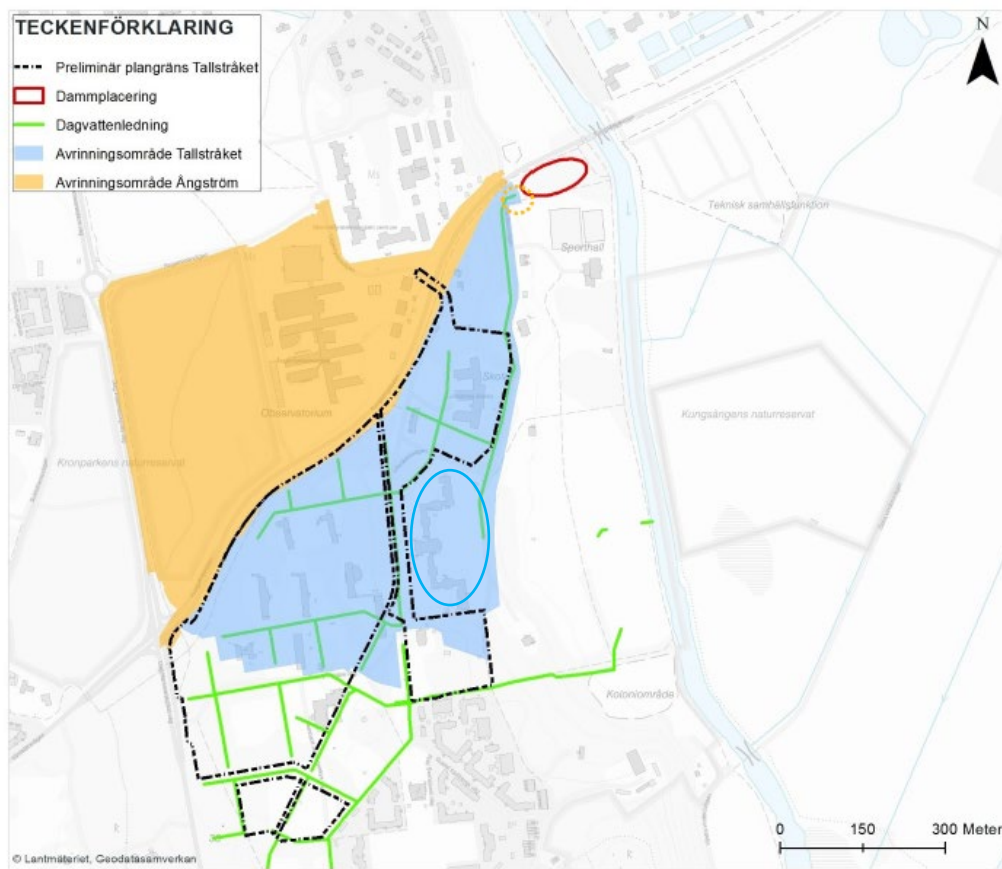 TECKENFÖRKLARING
Preliminär plangräns Tallstråket
Dammplacering
Dagvattenledning
Avrinningsområde Tallstråket
Avrinningsområde Ångström
N
Teknisk samhällsfunktion
Sporthall
Observatorium
Kronparkens naturreservat
Kungsängens naturreservat
Koloniområde
0 150 300 Meter
© Lantmäteriet, Geodatasamverkan